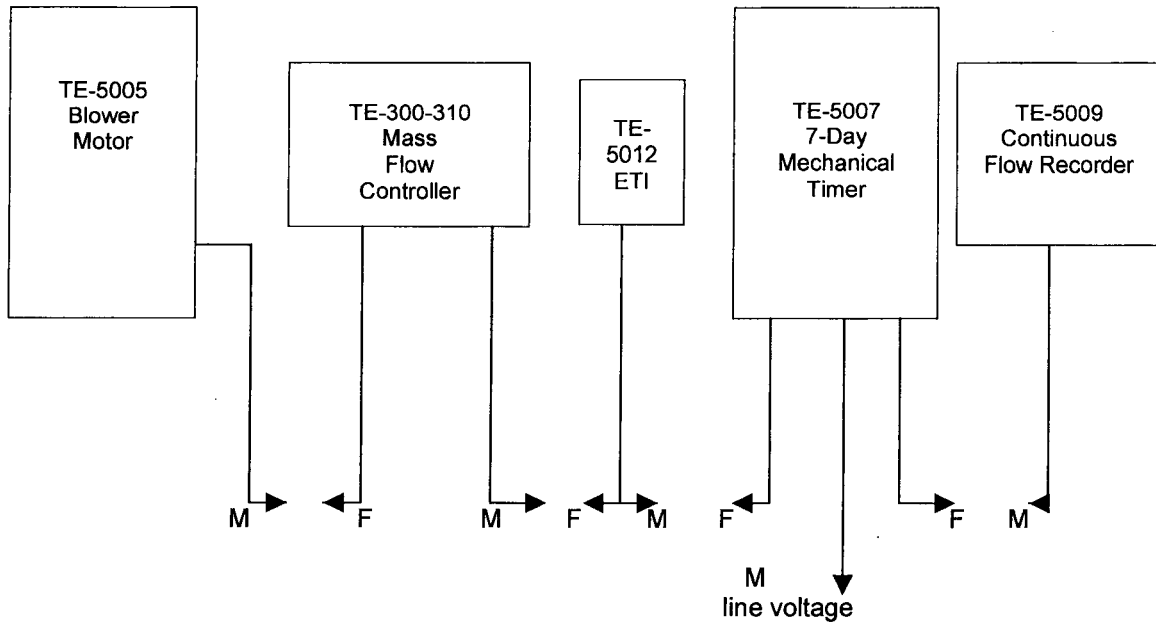 TE-5005
Blower
Motor
TE-300-310
Mass
Flow
Controller
TE-
5012
ETI
TE-5007
7-Day
Mechanical
Timer
TE-5009
Continuous
Flow Recorder
M
F
M
F
M
F
F
M
M
line voltage